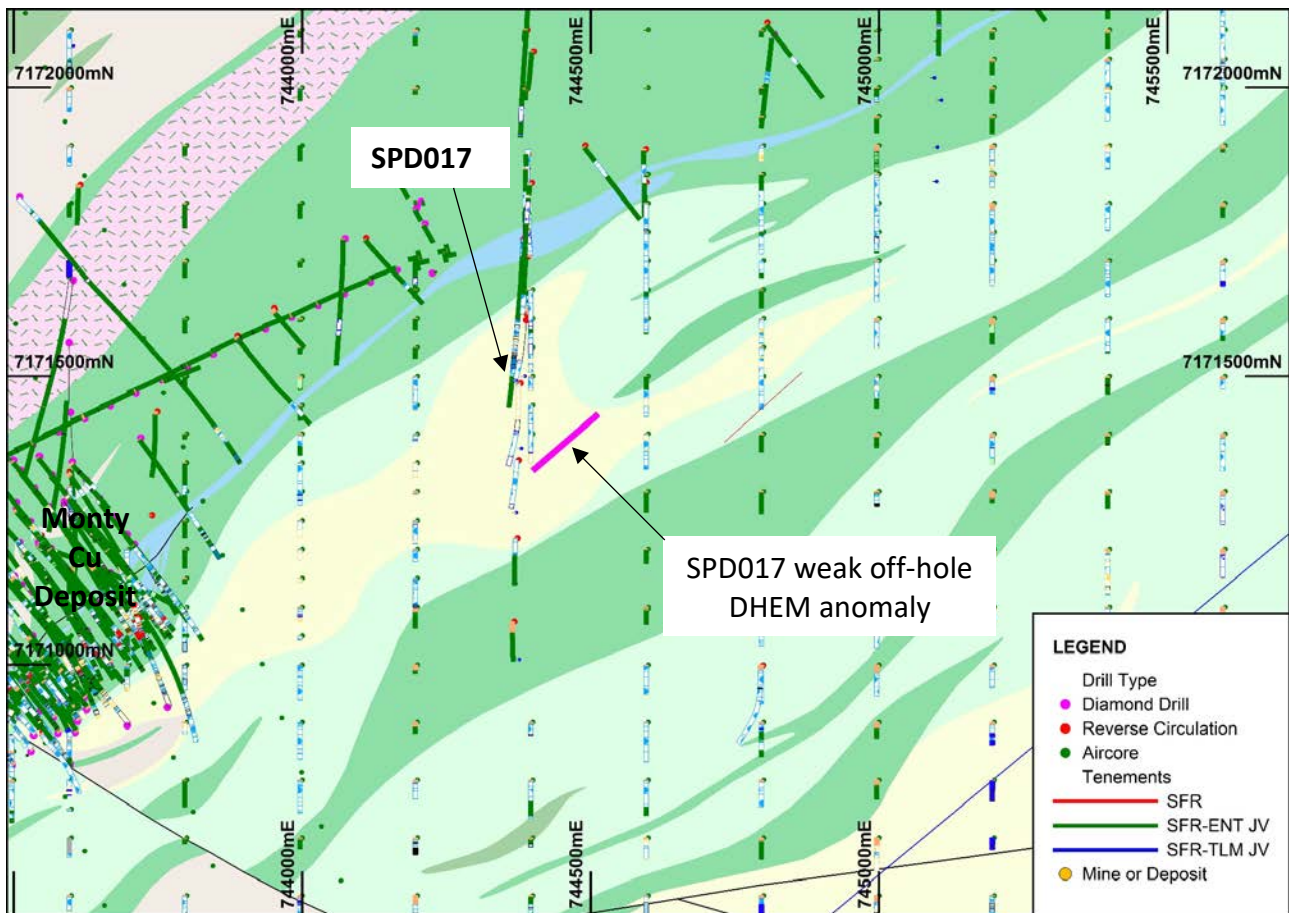 744000mE
744500mE
745000mE
745500mE
7172000mN
7172000mN
SPD017
7171500mN
7171500mN
Monty
Cu
Deposit
SPD017 weak off-hole
DHEM anomaly
7171000mN
LEGEND
Drill Type
Diamond Drill
Reverse Circulation
Aircore
Tenements
SFR
SFR-ENT JV
SFR-TLM JV
Mine or Deposit
744000mE
744500mE
745000mE